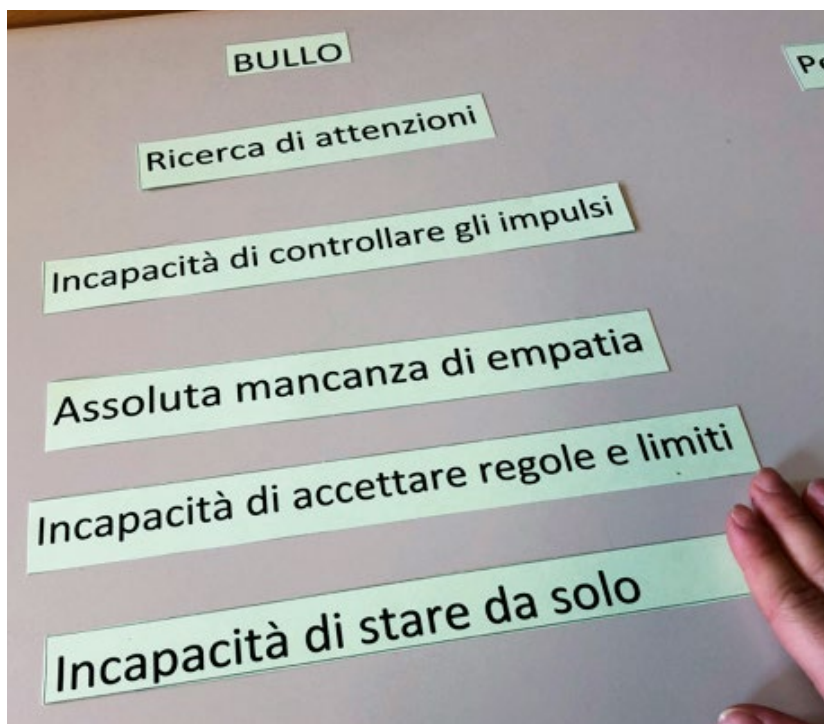 BULLO
Ricerca di attenzioni
Incapacità di controllare gli impulsi
Assoluta mancanza di empatia
Incapacità di accettare regole e limiti
Incapacità di stare da solo